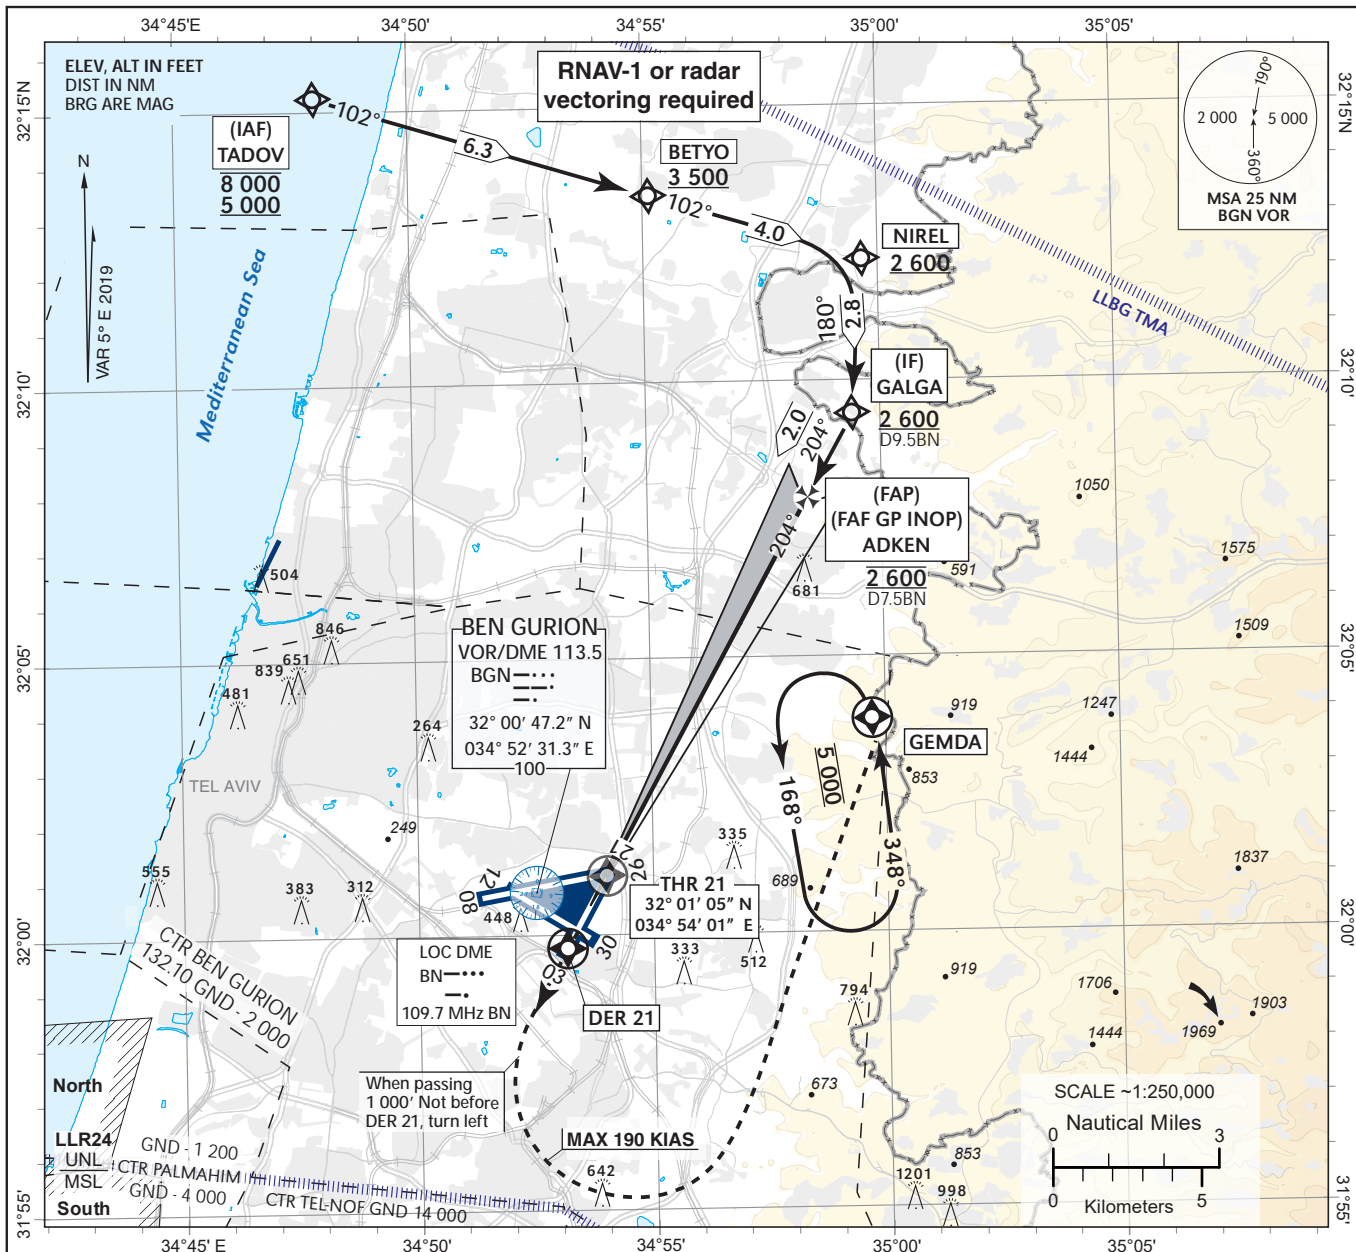 34°45'E
34°50'
34°55'
35°00'
35°05'
ELEV, ALT IN FEET
DIST IN NM
BRG ARE MAG
RNAV-1 or radar
vectoring required
190°
2 000
5 000
360°
MSA 25 NM
BGN VOR
32°15'N
32°15'N
N
VAR 5° E 2019
(IAF)
TADOV
8 000
5 000
102°
6.3
BETYO
3 500
102°
4.0
NIREL
2 600
LLBG TMA
180°
2.8
(IF)
GALGA
2 600
D9.5BN
Mediterranean Sea
32°10'
32°10'
2.0
204°
204°
(FAP)
(FAF GP INOP)
ADKEN
2 600
D7.5BN
1050
1575
591
681
1509
504
846
651
839
481
264
BEN GURION
VOR/DME 113.5
BGN
32° 00' 47.2" N
034° 52' 31.3" E
100
32°05'
32°05'
919
1247
1444
GEMDA
853
5 000
168°
348°
TEL AVIV
249
335
689
1837
555
383
312
448
12
08
21
26
30
03
THR 21
32° 01' 05" N
034° 54' 01" E
333
512
32°00'
32°00'
CTR BEN GURION
132.10 GND - 2 000
LOC DME
BN
109.7 MHz BN
DER 21
794
919
1706
1903
1969
1444
673
When passing
1 000' Not before
DER 21, turn left
MAX 190 KIAS
642
853
1201
998
SCALE ~1:250,000
Nautical Miles
0
3
0
5
Kilometers
North
LLR24
UNL
MSL
South
GND - 1 200
CTR PALMAHIM
GND - 4 000
CTR TEL-NOF GND 14 000
31°55'
31°55'
34°45'E
34°50'
34°55'
35°00'
35°05'